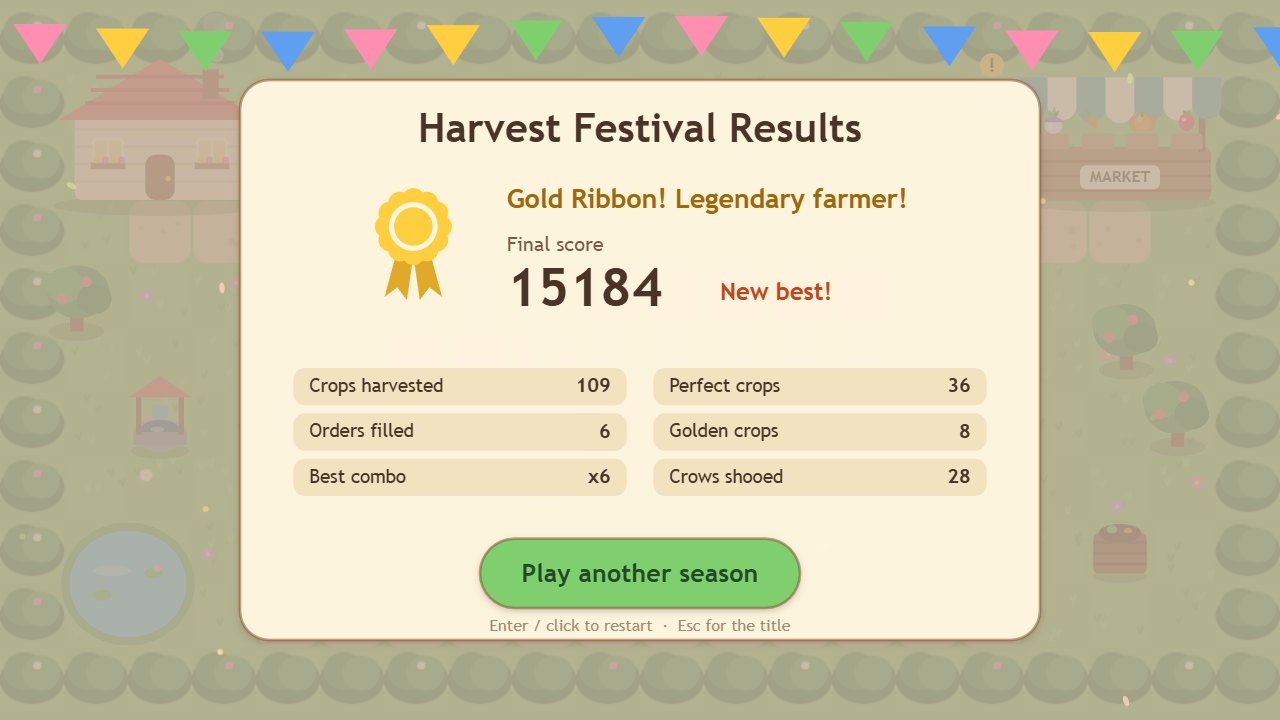 !
Harvest Festival Results
MARKET
Gold Ribbon! Legendary farmer!
Final score
15184 New best!
Crops harvested 109
Perfect crops 36
Orders filled 6
Golden crops 8
Best combo x6
Crows shooed 28
Play another season
Enter / click to restart · Esc for the title